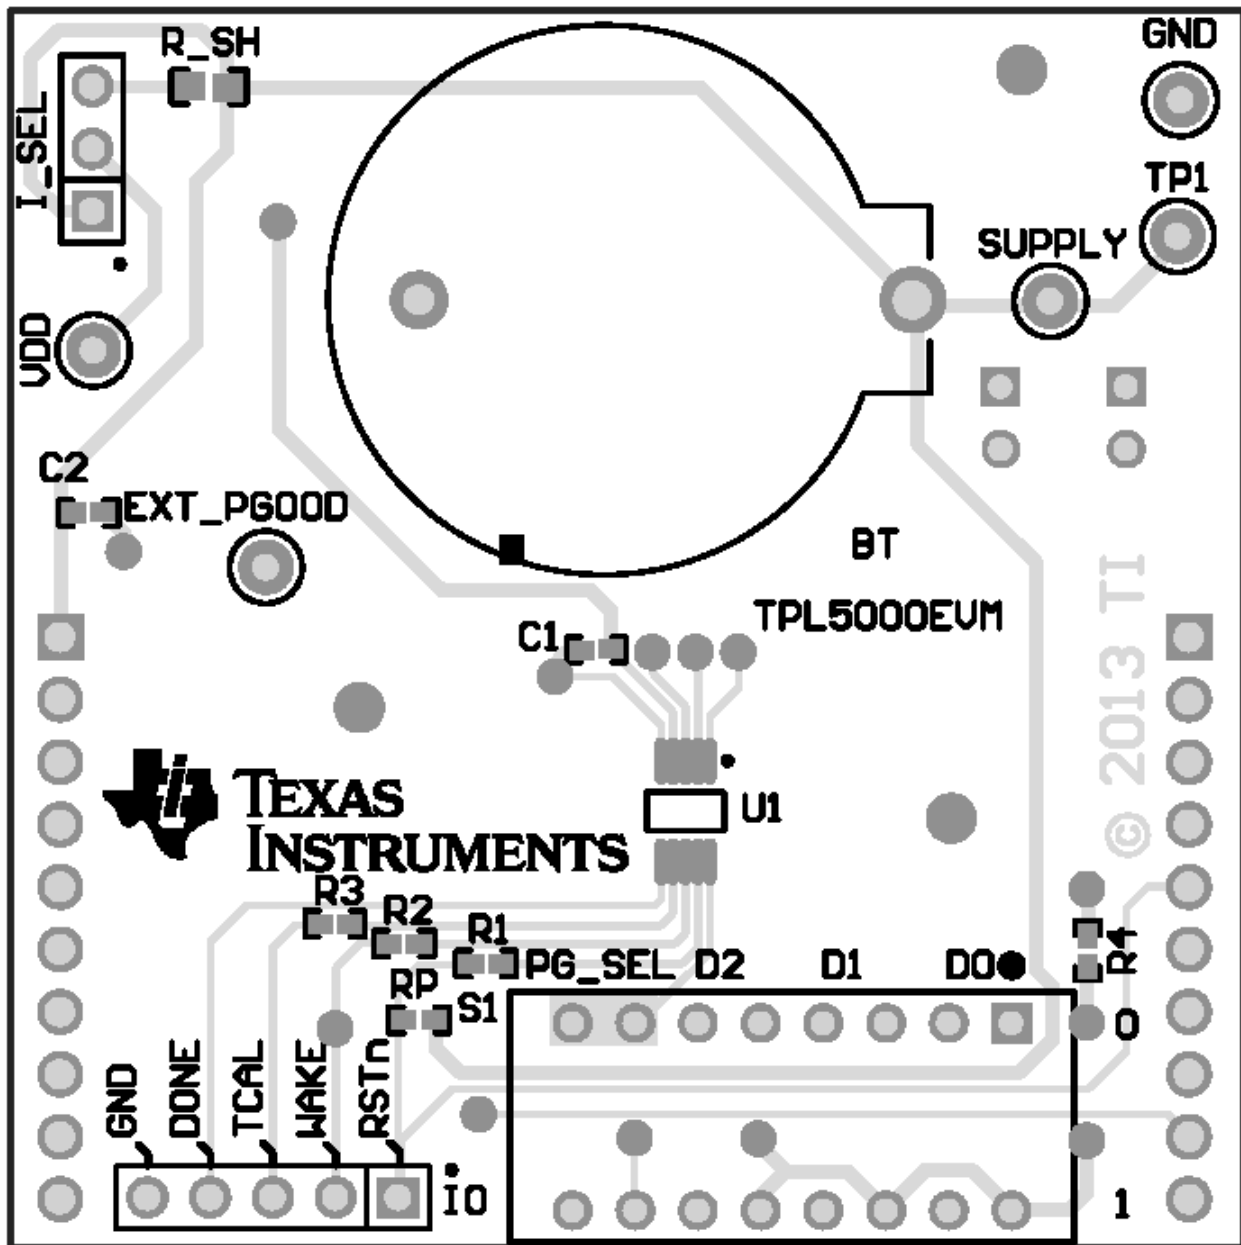 GND
R_SH
I_SEL
TP1
SUPPLY
VDD
C2
EXT_PGOOD
BT
TPL5000EVM
C1
© 2013 TI
TEXAS
INSTRUMENTS
U1
R3
R2
R1
R4
PG_SEL D2 D1 D0
RP
S1
0
GND
DONE
TCAL
WAKE
RSTn
IO
1